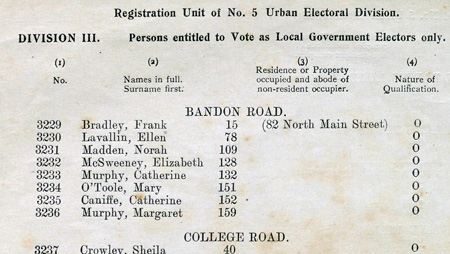 Registration Unit of No. 5 Urban Electoral Division.
DIVISION III. Persons entitled to Vote as Local Government Electors only.
(1) (2) (3) (4)
No. Names in full. Surname first. Residence or Property occupied and abode of non-resident occupier. Nature of Qualification.
BANDON ROAD.
3229 Bradley, Frank 15 (82 North Main Street) O
3230 Lavallin, Ellen 78 O
3231 Madden, Norah 109 O
3232 McSweeney, Elizabeth 128 O
3233 Murphy, Catherine 132 O
3234 O'Toole, Mary 151 O
3235 Caniffe, Catherine 152 O
3236 Murphy, Margaret 159 O
COLLEGE ROAD.
3237 Crowley, Sheila 40 O